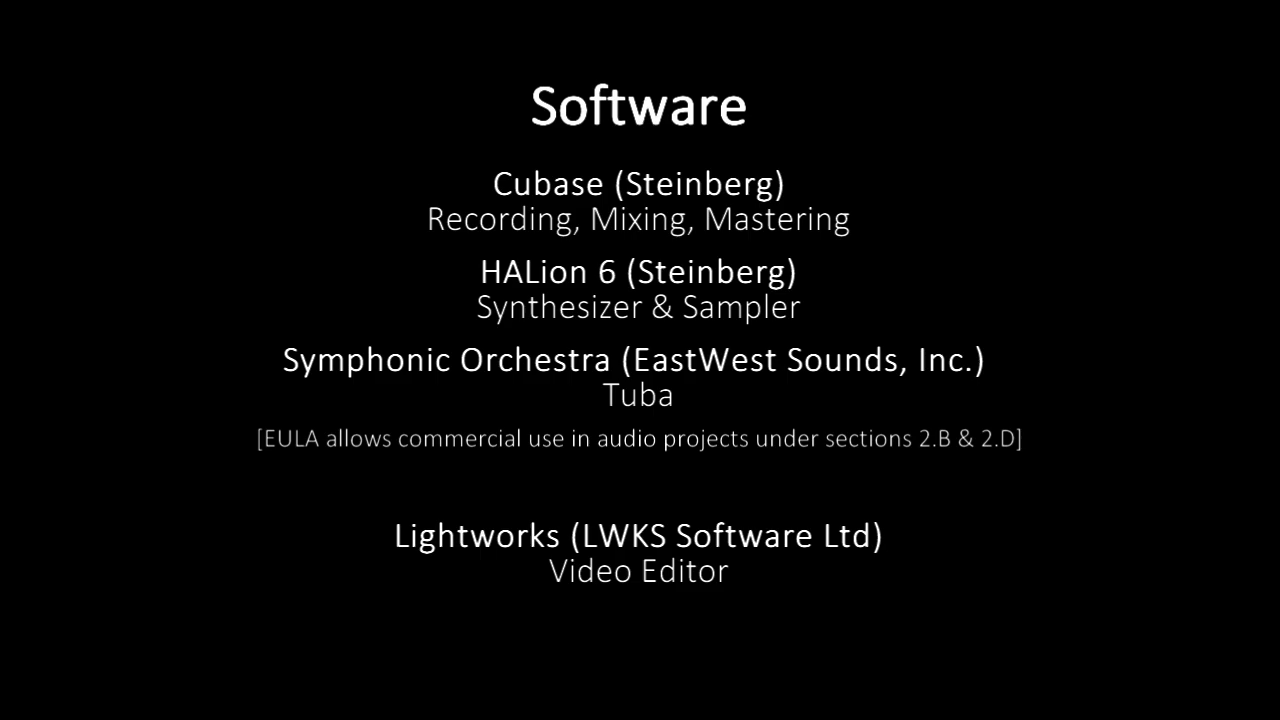 Software
Cubase (Steinberg)
Recording, Mixing, Mastering
HALion 6 (Steinberg)
Synthesizer & Sampler
Symphonic Orchestra (EastWest Sounds, Inc.)
Tuba
[EULA allows commercial use in audio projects under sections 2.B & 2.D]
Lightworks (LWKS Software Ltd)
Video Editor